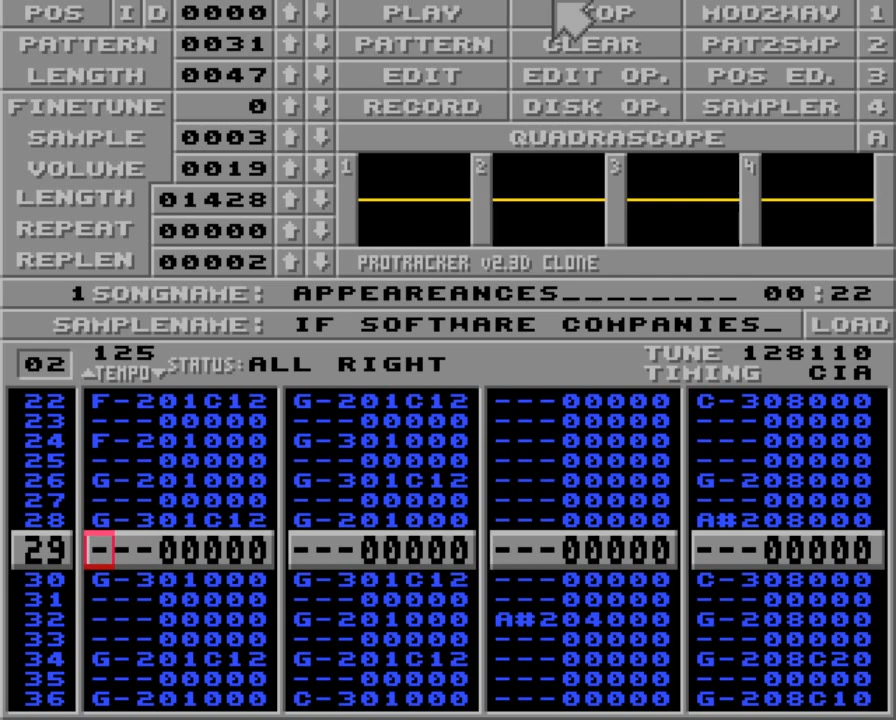 POS I D 0000 PLAY MOD2WAV 1
PATTERN 0031 PATTERN CLEAR PAT2SMP 2
LENGTH 0047 EDIT EDIT OP. POS ED. 3
FINETUNE 0 RECORD DISK OP. SAMPLER 4
SAMPLE 0003 QUADRASCOPE A
VOLUME 0019 1 2 3 4
LENGTH 01428
REPEAT 00000
REPLEN 00002 PROTRACKER V2.3D CLONE
1 SONGNAME: APPEAREANCES________ 00:22
SAMPLENAME: IF SOFTWARE COMPANIES_ LOAD
02 125 TEMPO STATUS: ALL RIGHT TUNE 128110
TIMING CIA
22 F-201C12 G-201C12 ---00000 C-308000
23 ---00000 ---00000 ---00000 ---00000
24 F-201000 G-301000 ---00000 ---00000
25 ---00000 ---00000 ---00000 ---00000
26 G-201000 G-301C12 ---00000 G-208000
27 ---00000 ---00000 ---00000 ---00000
28 G-301C12 G-201000 ---00000 A#208000
29 ---00000 ---00000 ---00000 ---00000
30 G-301000 G-301C12 ---00000 C-308000
31 ---00000 ---00000 ---00000 ---00000
32 ---00000 G-201000 A#204000 G-208000
33 ---00000 ---00000 ---00000 ---00000
34 G-201C12 G-201C12 ---00000 G-208C20
35 ---00000 ---00000 ---00000 ---00000
36 G-201000 C-301000 ---00000 G-208C10